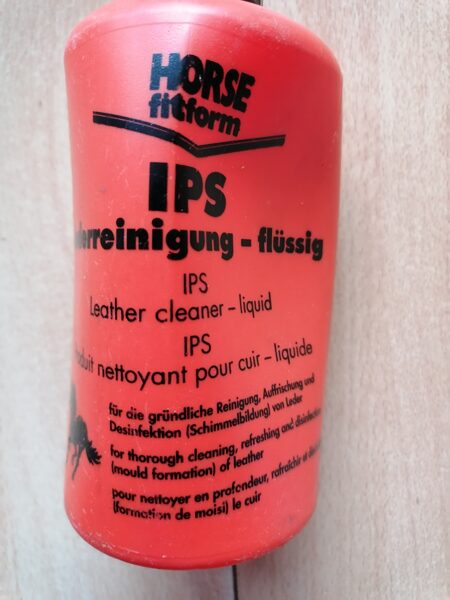 HORSE
fitform
IPS
erreinigung - flüssig
IPS
Leather cleaner - liquid
IPS
duit nettoyant pour cuir - liquide
für die gründliche Reinigung, Auffrischung und
Desinfektion (Schimmelbildung) von Leder
for thorough cleaning, refreshing and disinfection
(mould formation) of leather
pour nettoyer en profondeur, rafraîchir et
(formation de moisi) le cuir